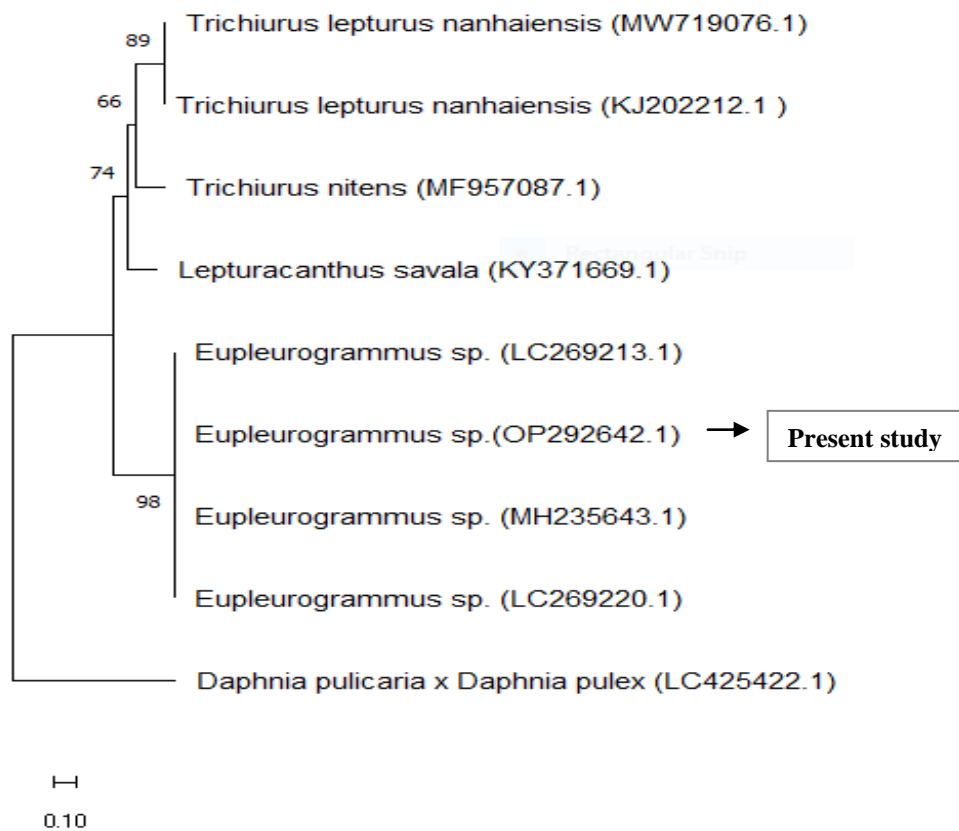 Trichiurus lepturus nanhaiensis (MW719076.1)
89
66
Trichiurus lepturus nanhaiensis (KJ202212.1 )
74
Trichiurus nitens (MF957087.1)
Rectangular Snip
Lepturacanthus savala (KY371669.1)
Eupleurogrammus sp. (LC269213.1)
Eupleurogrammus sp.(OP292642.1)
Present study
98
Eupleurogrammus sp. (MH235643.1)
Eupleurogrammus sp. (LC269220.1)
Daphnia pulicaria x Daphnia pulex (LC425422.1)
0.10